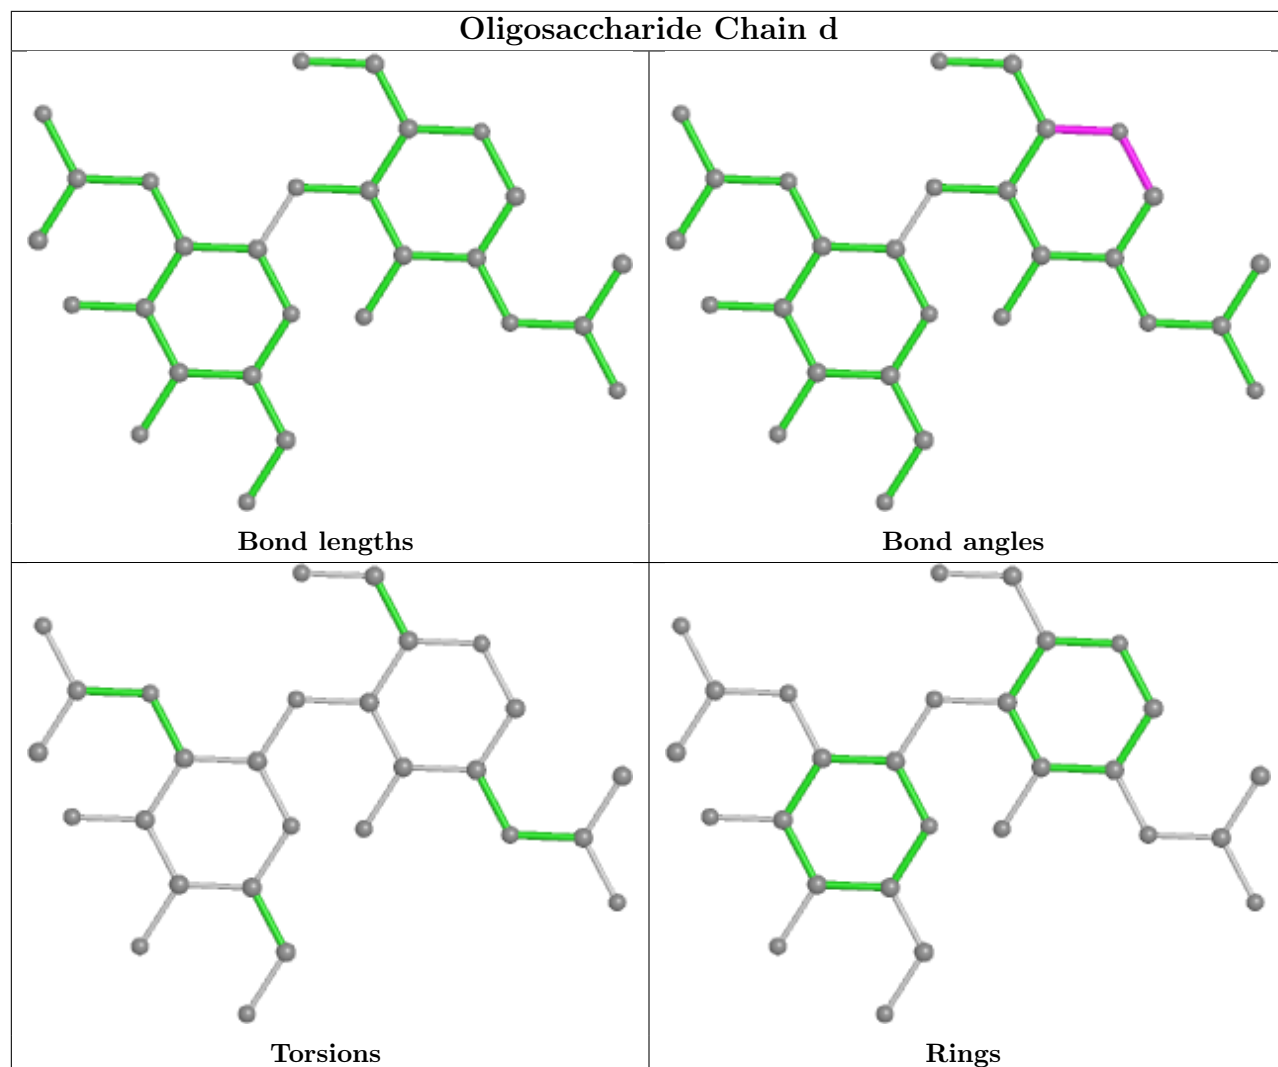 Oligosaccharide Chain d
Bond lengths
Bond angles
Torsions
Rings